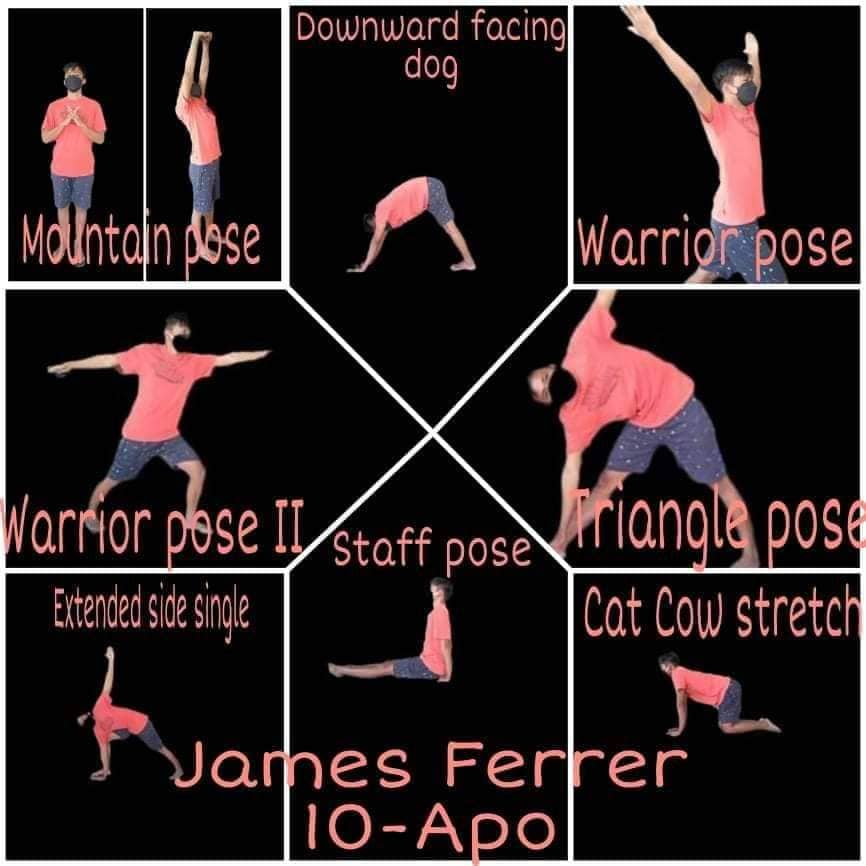 Mountain pose
Downward facing
dog
Warrior pose
Warrior pose II
Staff pose
Triangle pose
Extended side single
Cat Cow stretch
James Ferrer
10-Apo